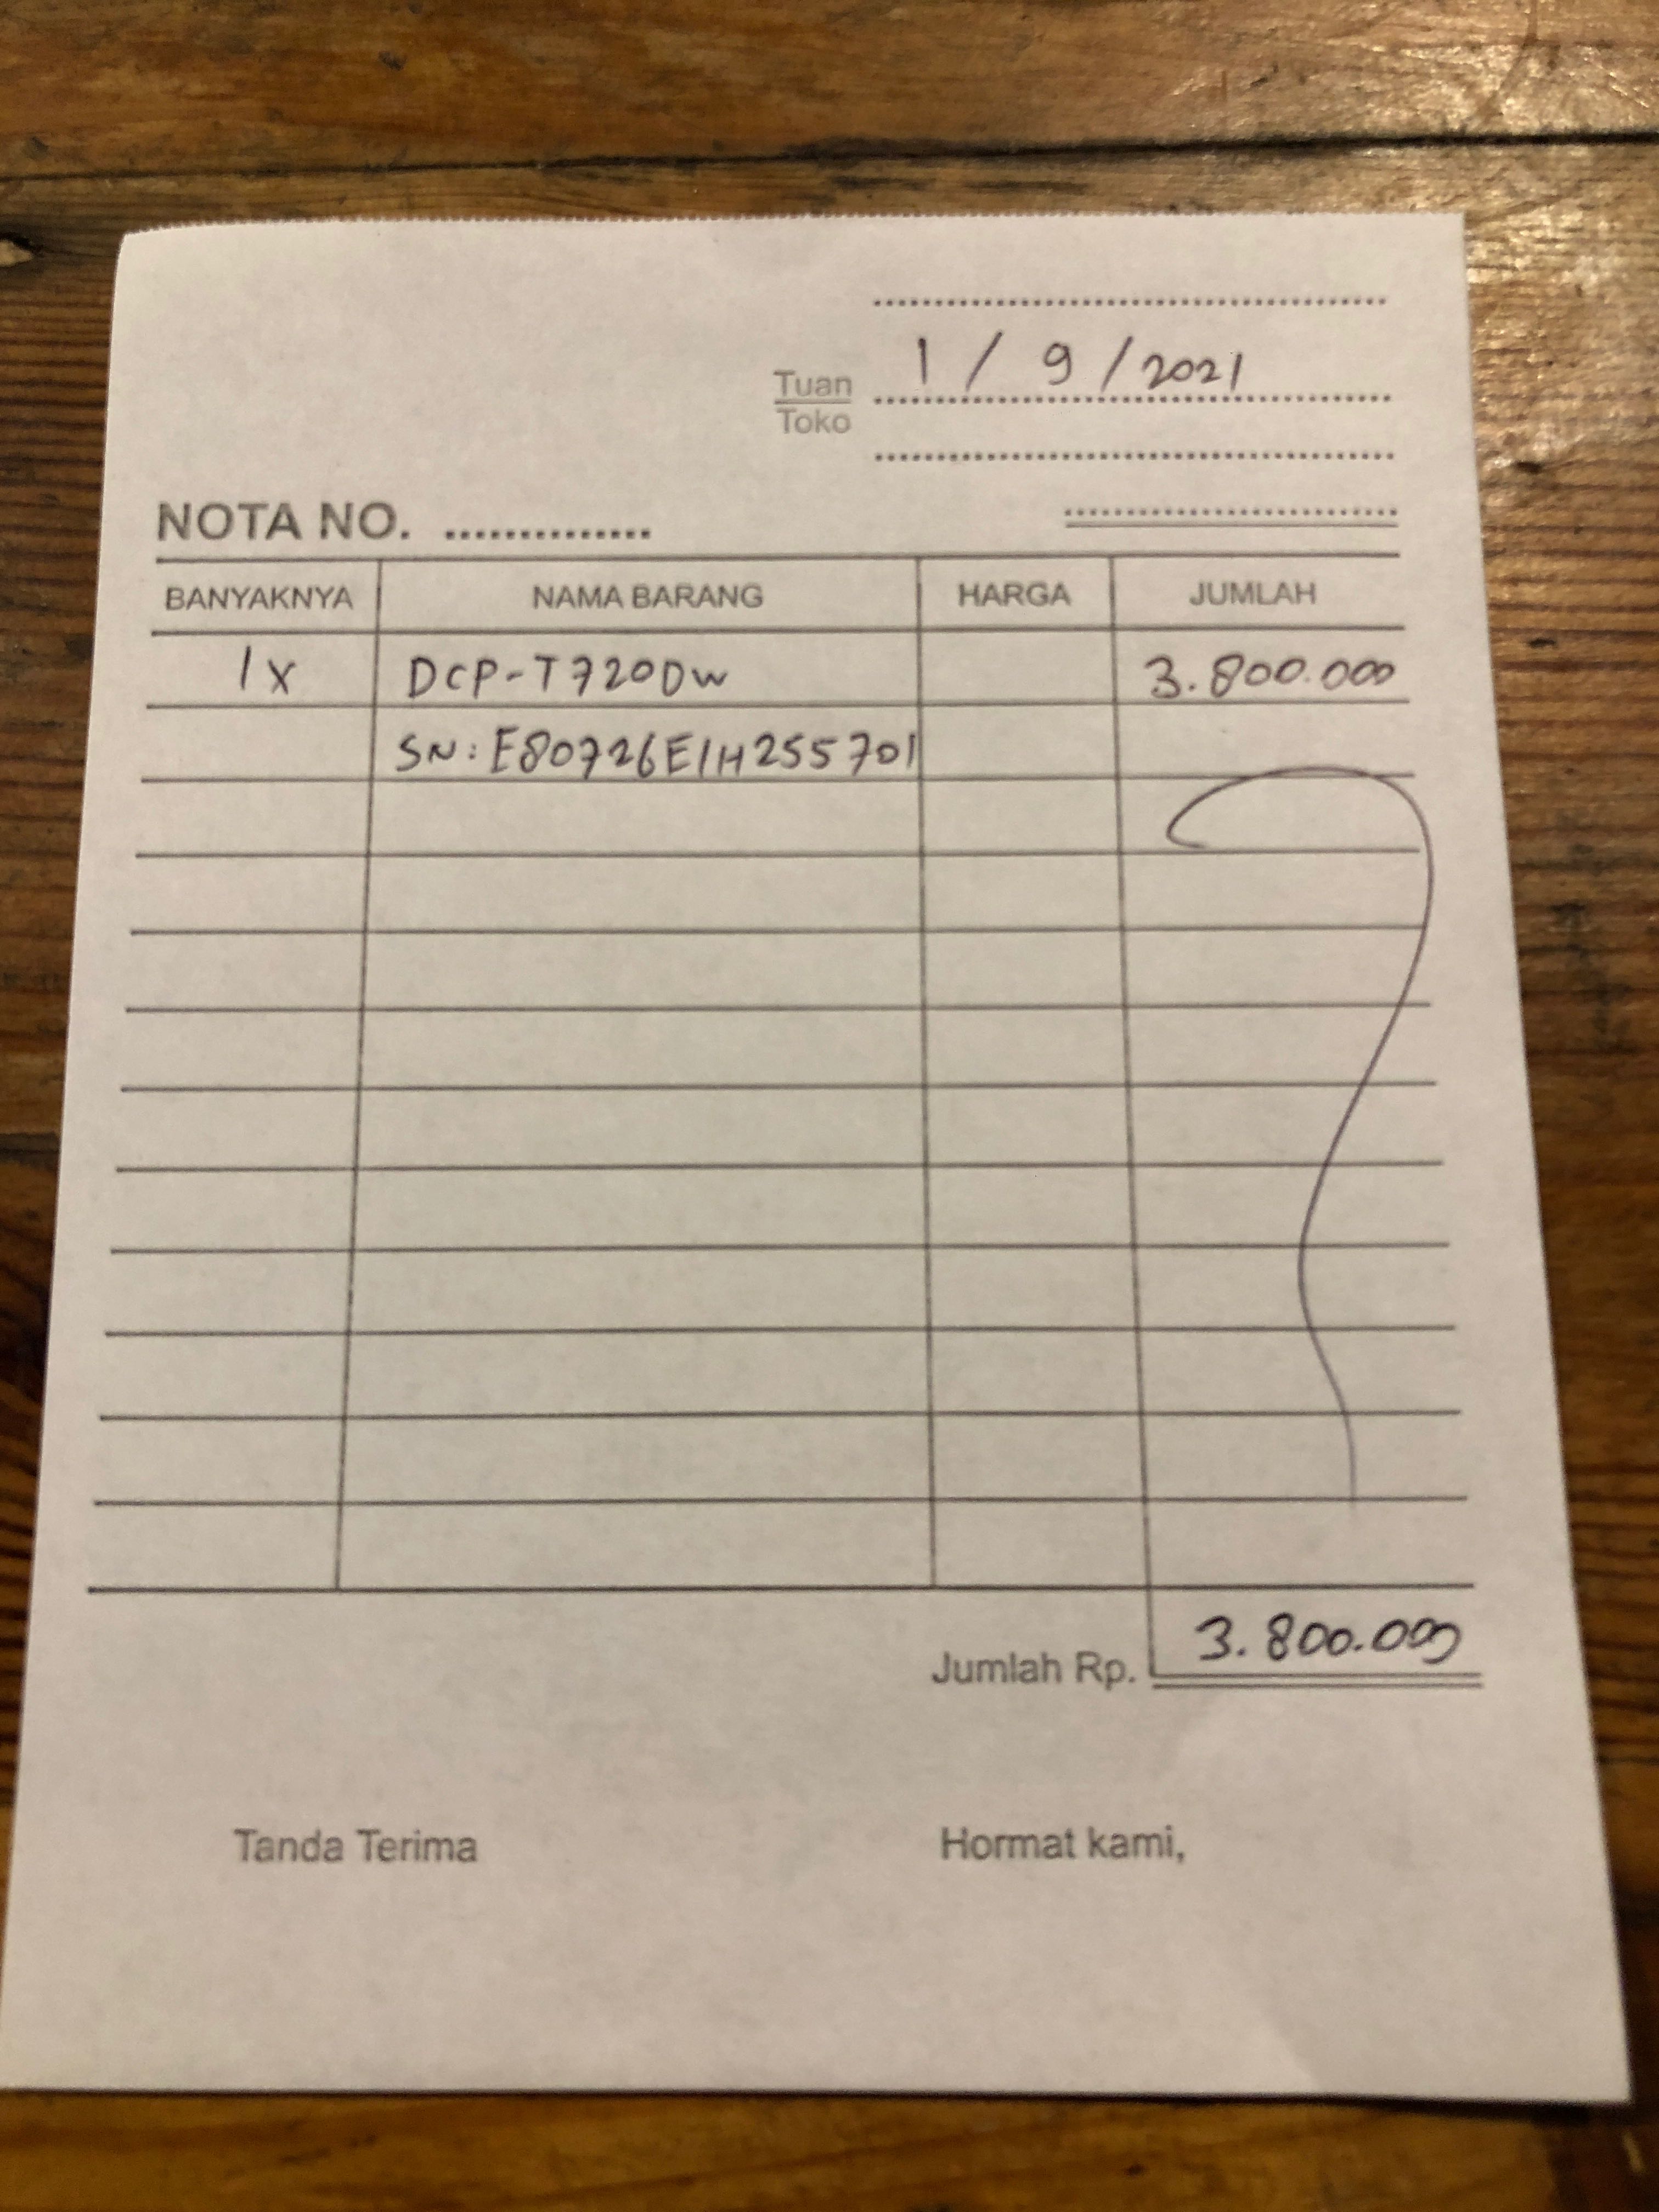 1 / 9 / 2021
Tuan
Toko
NOTA NO. ..............
BANYAKNYA NAMA BARANG HARGA JUMLAH
1x DCP-T720DW 3.800.000
SN: E80726E1H255701
Jumlah Rp. 3.800.000
Tanda Terima Hormat kami,